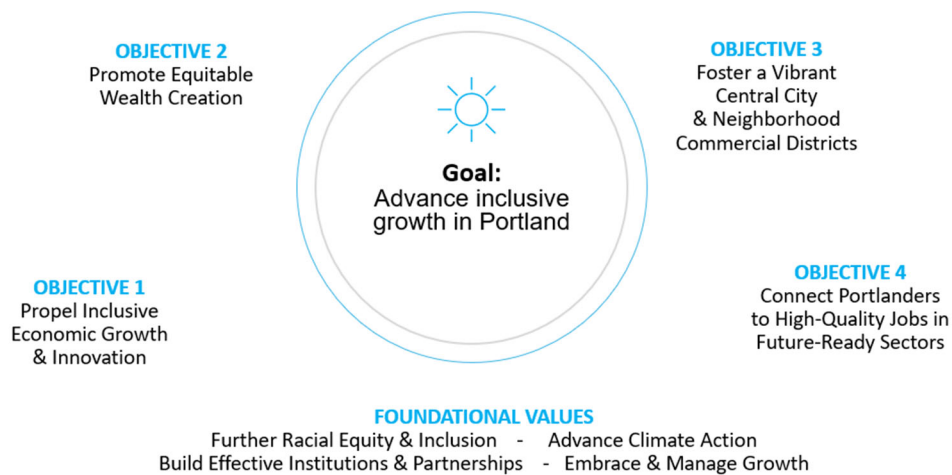 OBJECTIVE 2
Promote Equitable
Wealth Creation
OBJECTIVE 3
Foster a Vibrant
Central City
& Neighborhood
Commercial Districts
Goal:
Advance inclusive
growth in Portland
OBJECTIVE 1
Propel Inclusive
Economic Growth
& Innovation
OBJECTIVE 4
Connect Portlanders
to High-Quality Jobs in
Future-Ready Sectors
FOUNDATIONAL VALUES
Further Racial Equity & Inclusion - Advance Climate Action
Build Effective Institutions & Partnerships - Embrace & Manage Growth